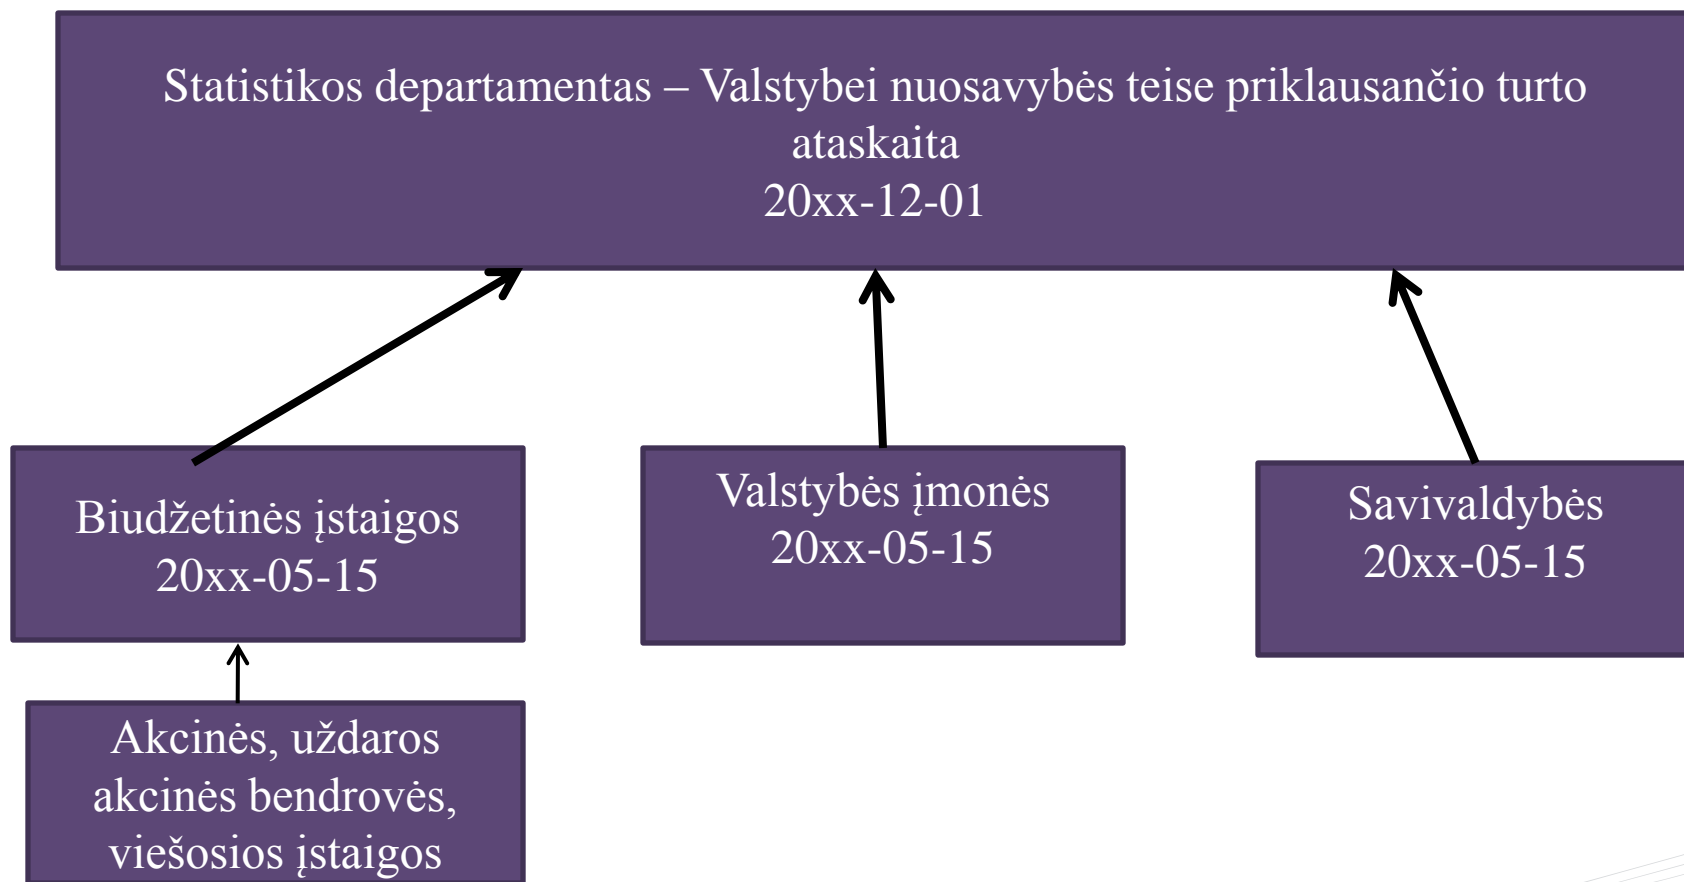 Statistikos departamentas – Valstybei nuosavybės teise priklausančio turto
ataskaita
20xx-12-01
Biudžetinės įstaigos
20xx-05-15
Valstybės įmonės
20xx-05-15
Savivaldybės
20xx-05-15
Akcinės, uždaros
akcinės bendrovės,
viešosios įstaigos